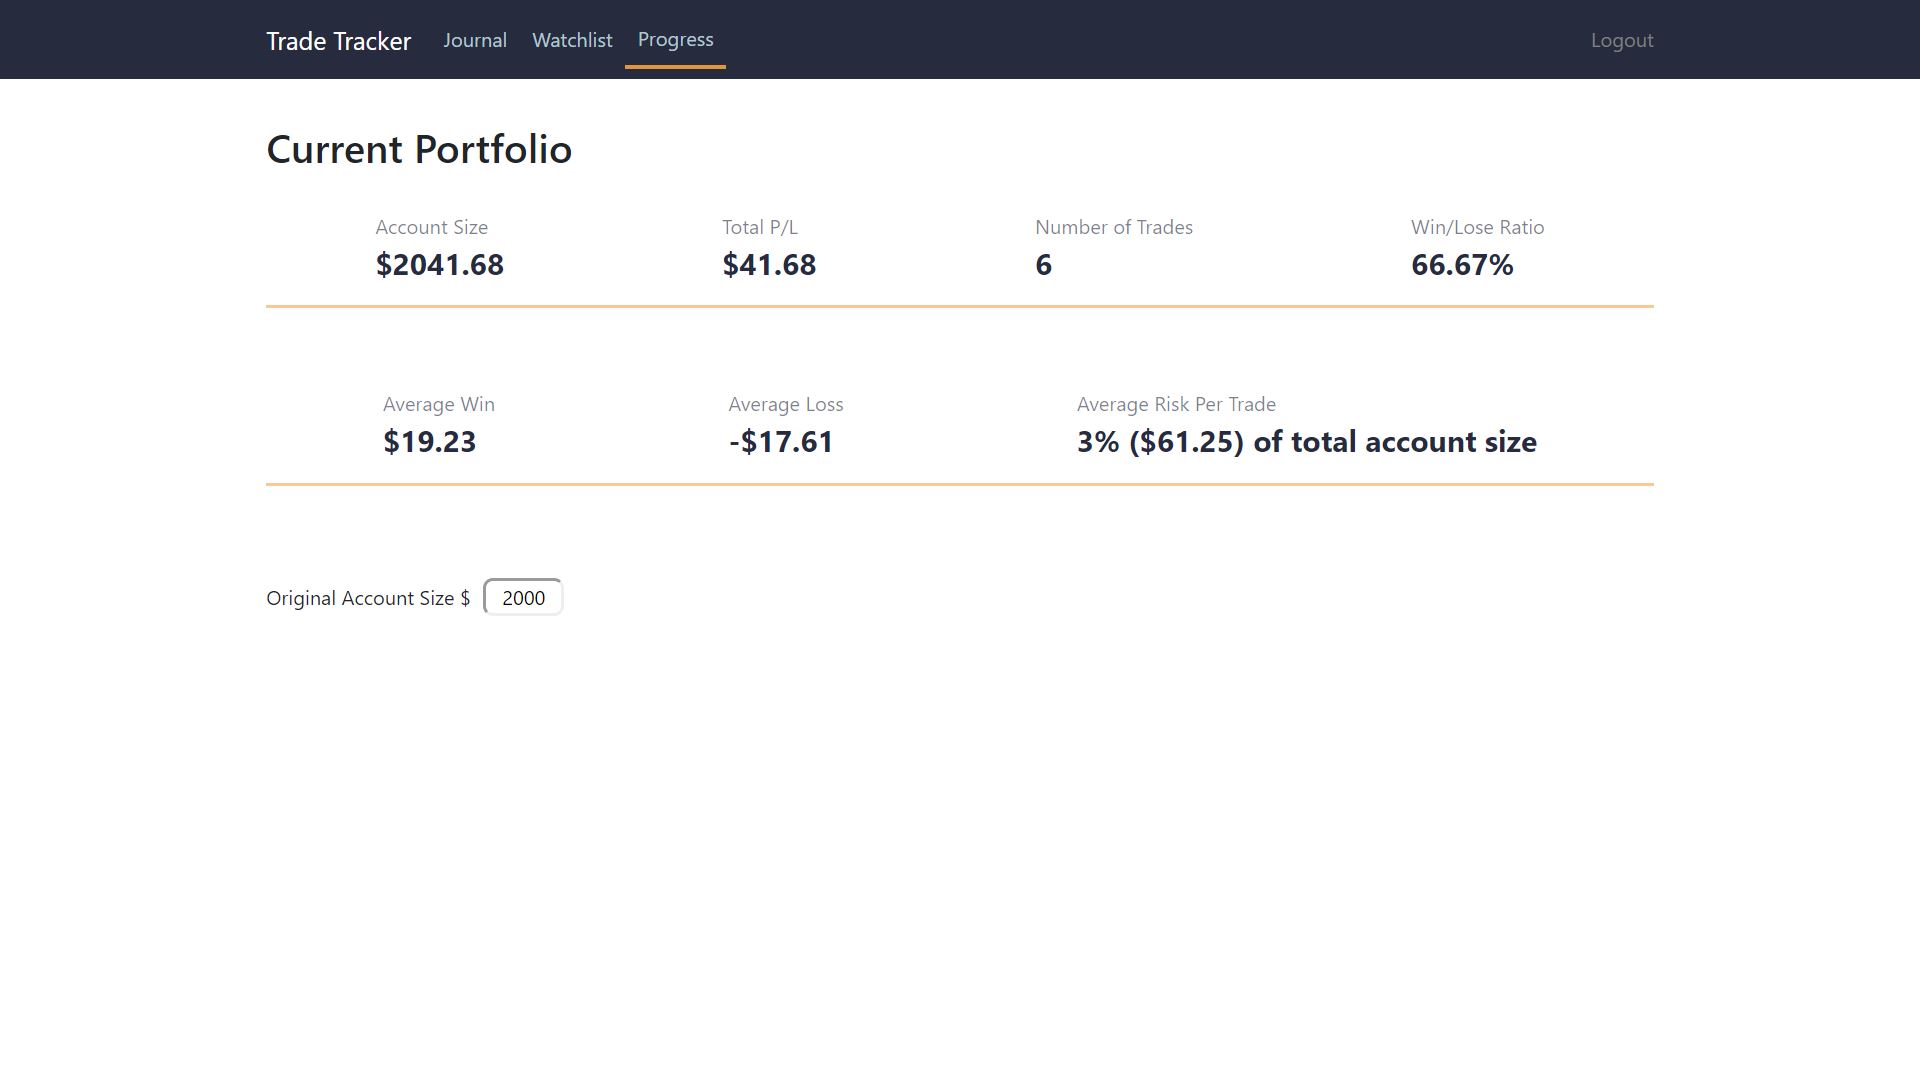 Trade Tracker Journal Watchlist Progress Logout
Current Portfolio
Account Size Total P/L Number of Trades Win/Lose Ratio
$2041.68 $41.68 6 66.67%
Average Win Average Loss Average Risk Per Trade
$19.23 -$17.61 3% ($61.25) of total account size
Original Account Size $ 2000